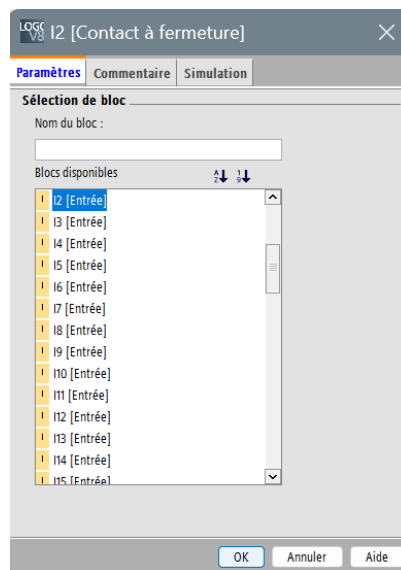 LOGO V8 I2 [Contact à fermeture]
Paramètres Commentaire Simulation
Sélection de bloc
Nom du bloc :
Blocs disponibles
I2 [Entrée]
I3 [Entrée]
I4 [Entrée]
I5 [Entrée]
I6 [Entrée]
I7 [Entrée]
I8 [Entrée]
I9 [Entrée]
I10 [Entrée]
I11 [Entrée]
I12 [Entrée]
I13 [Entrée]
I14 [Entrée]
I15 [Entrée]
OK Annuler Aide